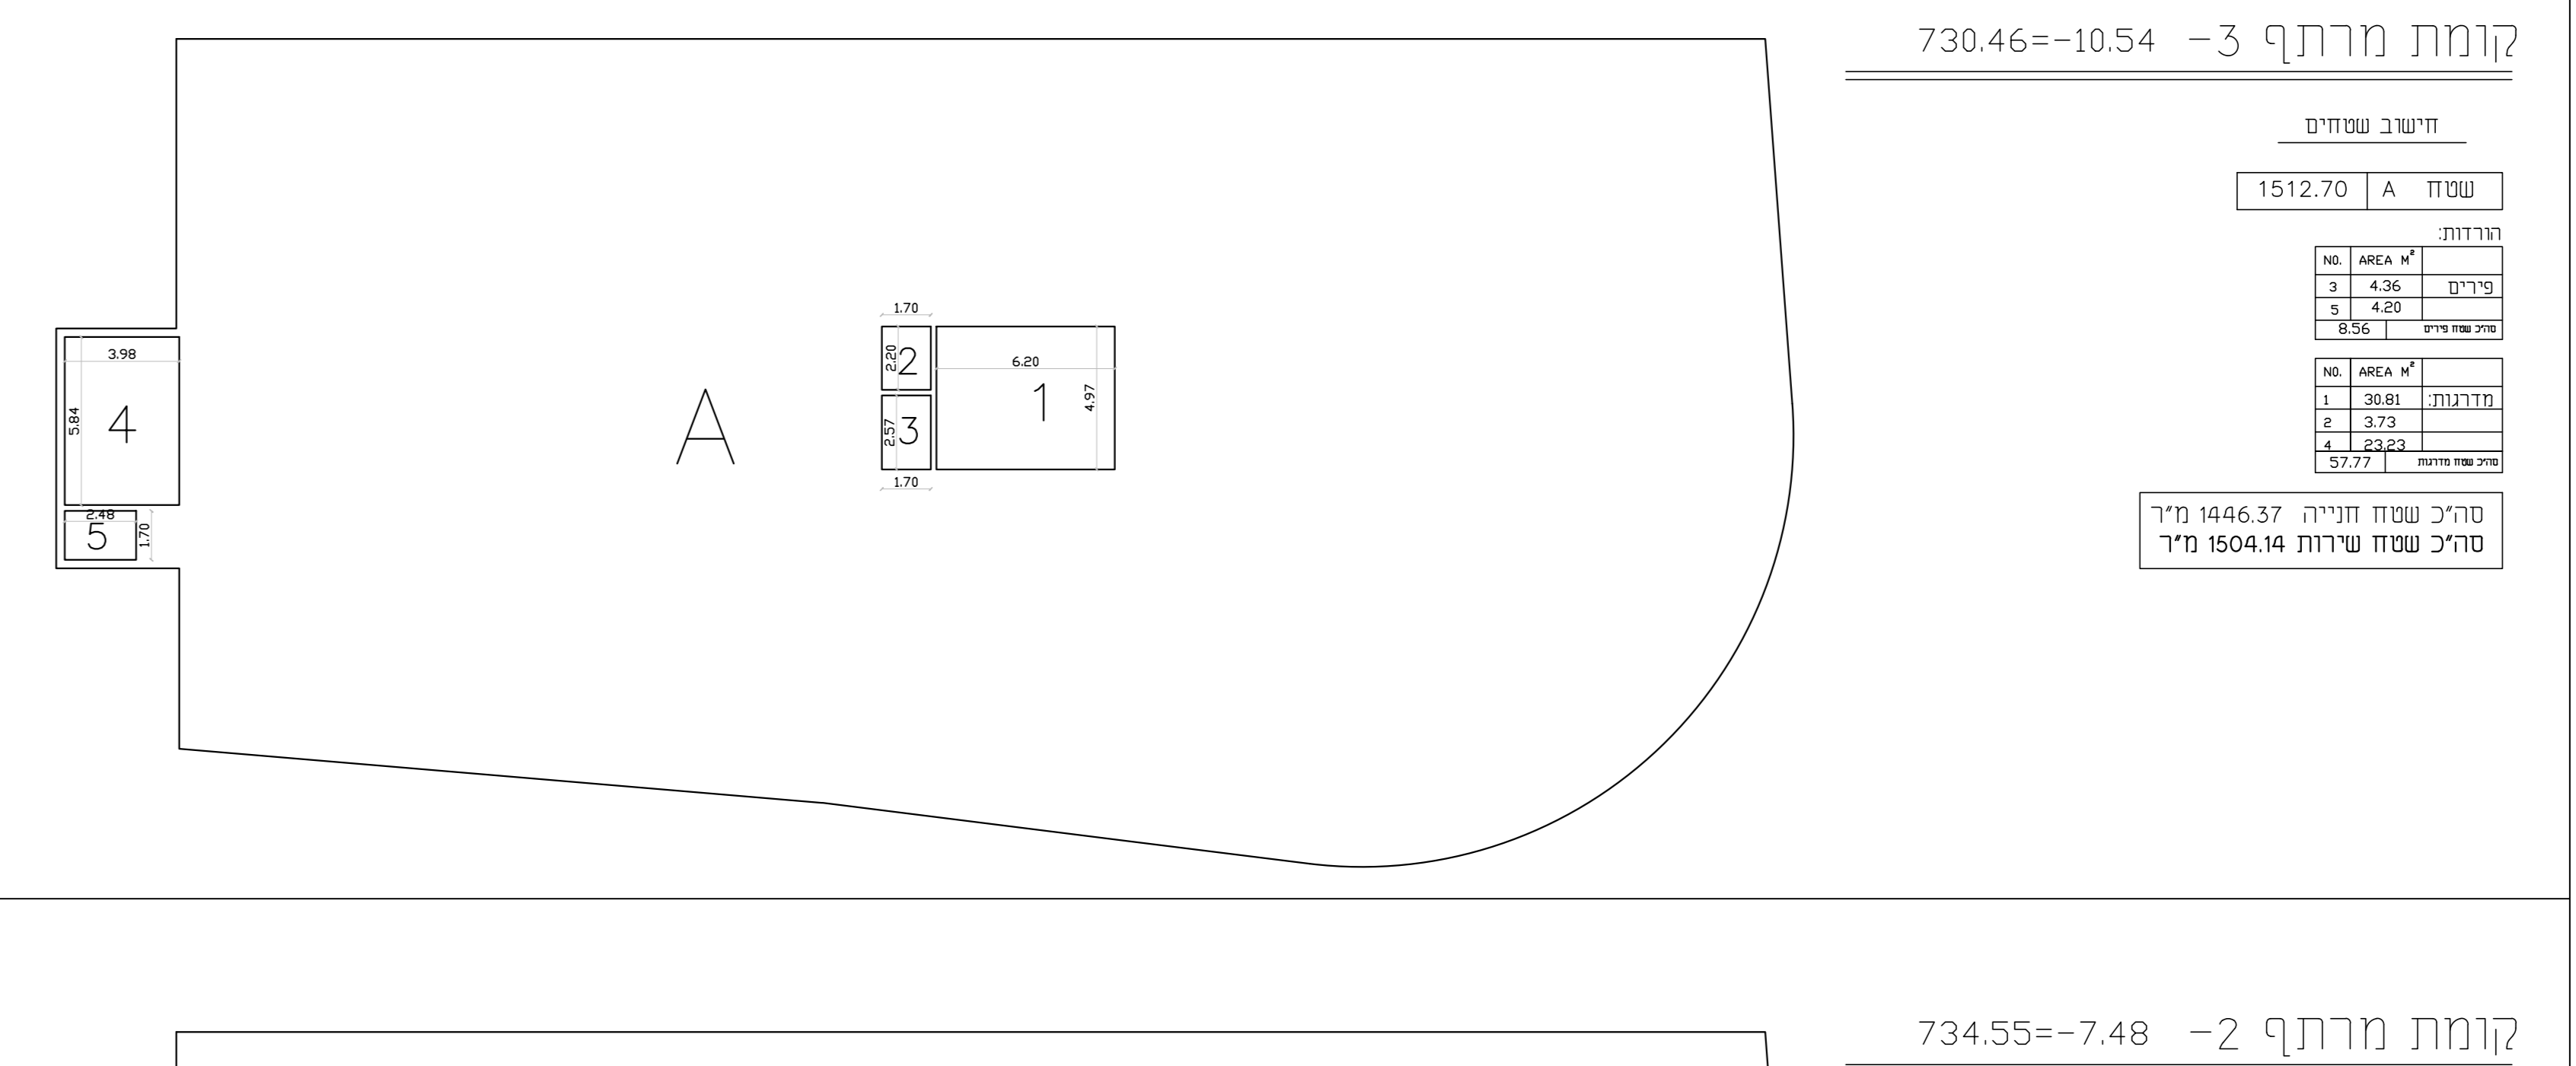 קומת מרתף 3- 730.46=-10.54
חישוב שטחים
שטח A 1512.70
הורדות:
NO. AREA M²
3 4.36 פירים
5 4.20
סה״כ שטח פירים 8.56
NO. AREA M²
1 30.81 מדרגות:
2 3.73
4 23.23
סה״כ שטח מדרגות 57.77
סה״כ שטח חנייה 1446.37 מ״ר
סה״כ שטח שירות 1504.14 מ״ר
A
1.70
2.20
2
6.20
1
4.97
2.57
3
1.70
3.98
5.84
4
2.48
5
1.70
קומת מרתף 2- 734.55=-7.48